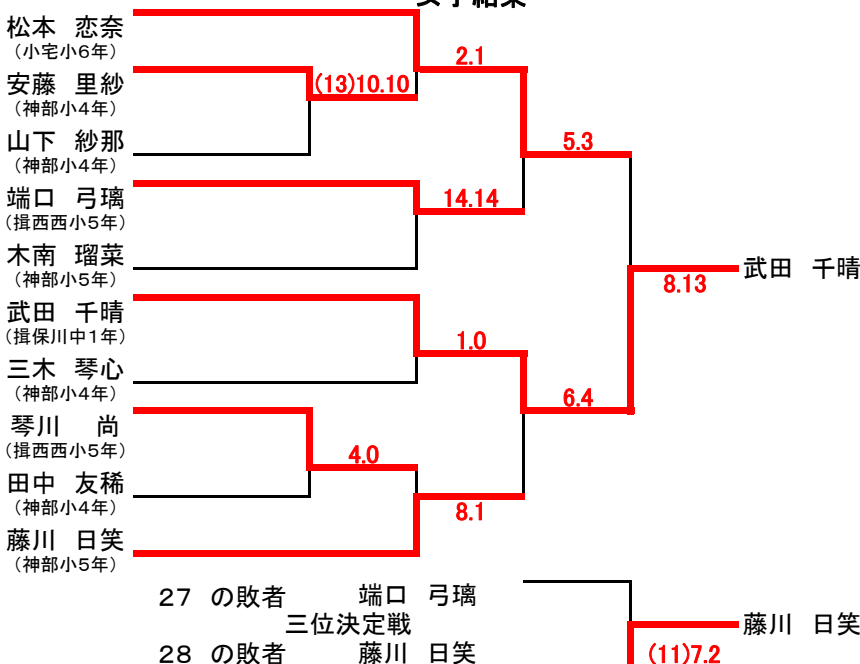 女子結果
松本 恋奈
(小宅小6年)
2.1
安藤 里紗
(13)10.10
(神部小4年)
山下 紗那
5.3
(神部小4年)
端口 弓璃
14.14
(揖西西小5年)
木南 瑠菜
武田 千晴
(神部小5年)
8.13
武田 千晴
(揖保川中1年)
1.0
三木 琴心
(神部小4年)
6.4
琴川 尚
(揖西西小5年)
4.0
田中 友稀
(神部小4年)
8.1
藤川 日笑
(神部小5年)
27 の敗者 端口 弓璃
三位決定戦
藤川 日笑
28 の敗者 藤川 日笑
(11)7.2